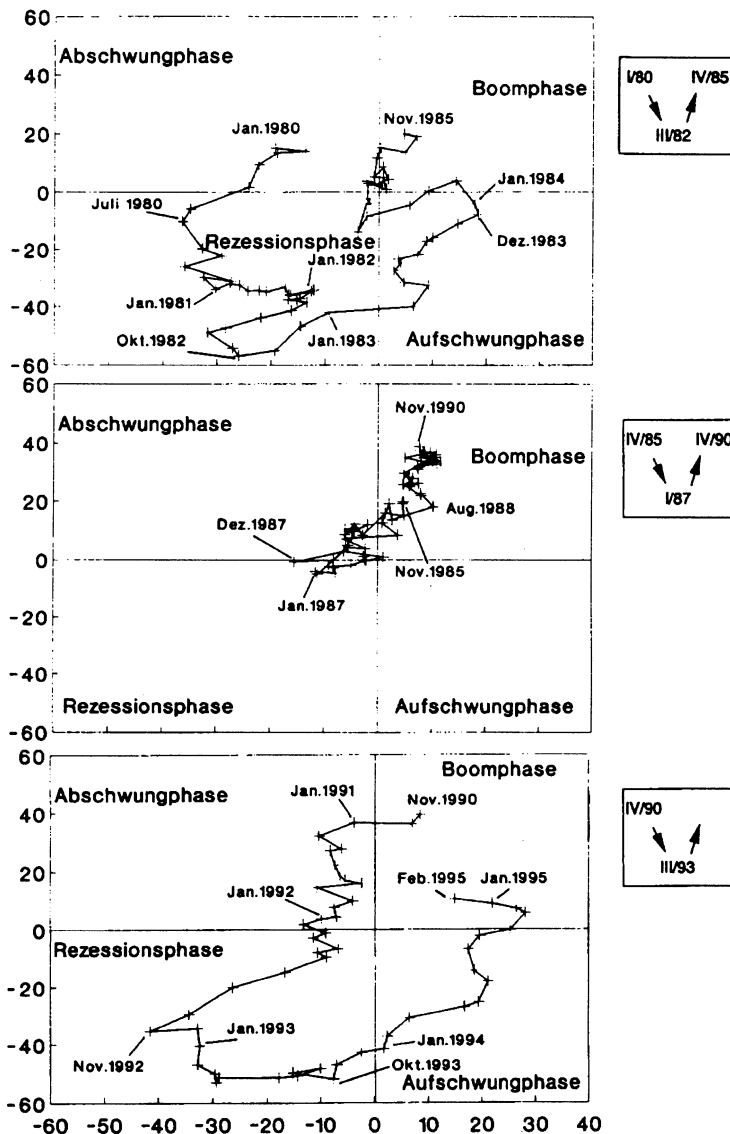 60
40
20
0
-20
-40
-60
Abschwungphase
Boomphase
Jan.1980
Nov.1985
Juli 1980
Rezessionsphase
Jan.1982
Jan.1984
Dez.1983
Jan.1981
Okt.1982
Jan.1983
Aufschwungphase
I/80 IV/85
III/82
60
40
20
0
-20
-40
-60
Abschwungphase
Nov.1990
Boomphase
Aug.1988
Dez.1987
Nov.1985
Jan.1987
Rezessionsphase
Aufschwungphase
IV/85 IV/90
I/87
60
40
20
0
-20
-40
-60
Abschwungphase
Boomphase
Jan.1991
Nov.1990
Feb.1995
Jan.1995
Jan.1992
Rezessionsphase
Jan.1993
Nov.1992
Jan.1994
Okt.1993
Aufschwungphase
IV/90
III/93
-60 -50 -40 -30 -20 -10 0 10 20 30 40